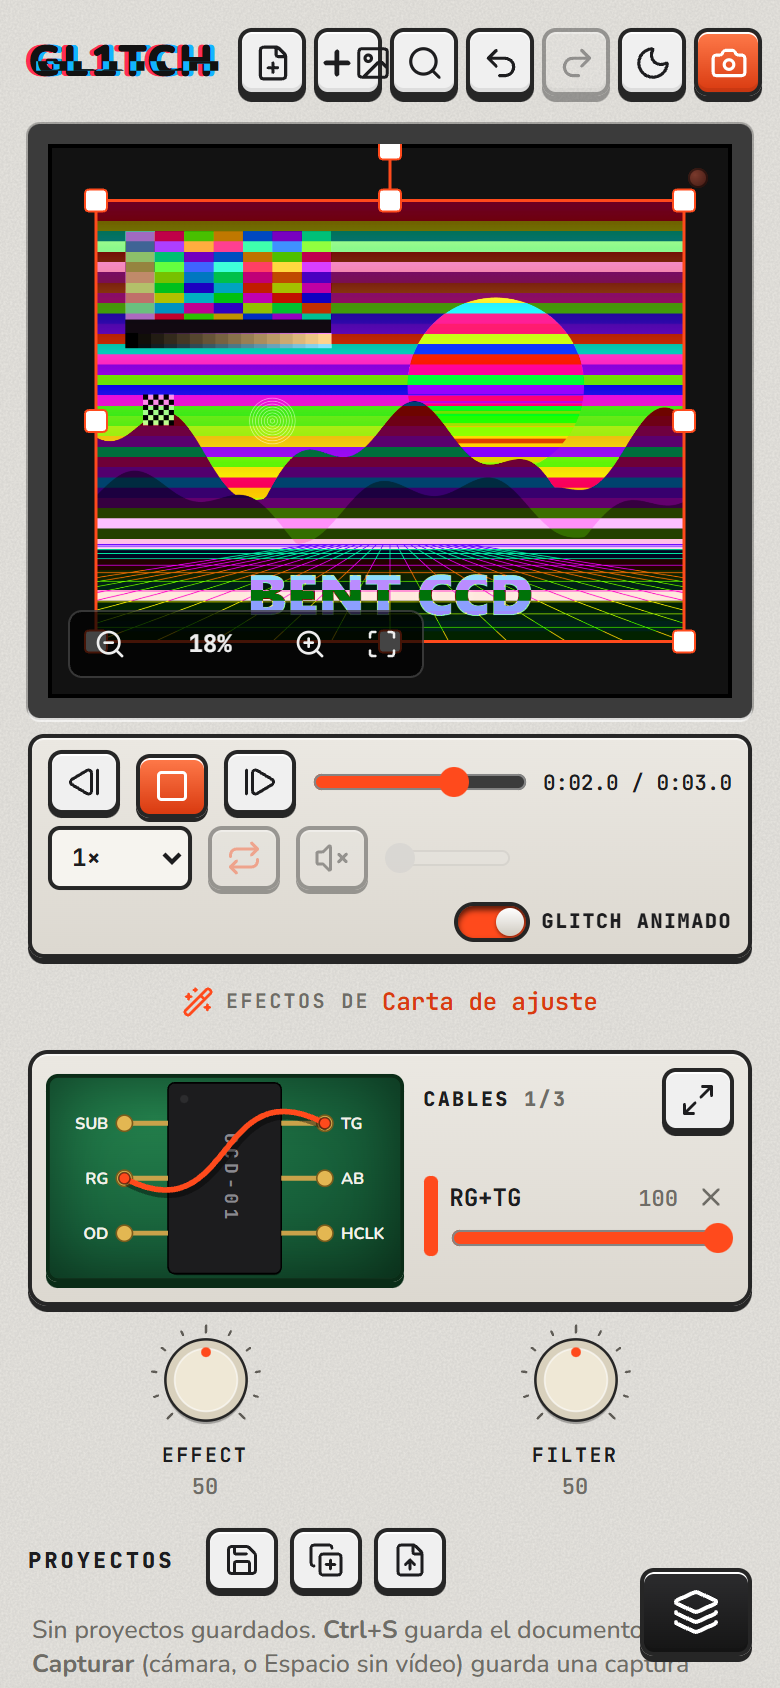 GL1TCH
BENT CCD
18%
0:02.0 / 0:03.0
1×
GLITCH ANIMADO
EFECTOS DE Carta de ajuste
CABLES 1/3
SUB
TG
RG
AB
OD
HCLK
CCD-01
RG+TG 100
EFFECT
50
FILTER
50
PROYECTOS
Sin proyectos guardados. Ctrl+S guarda el documento
Capturar (cámara, o Espacio sin vídeo) guarda una captura